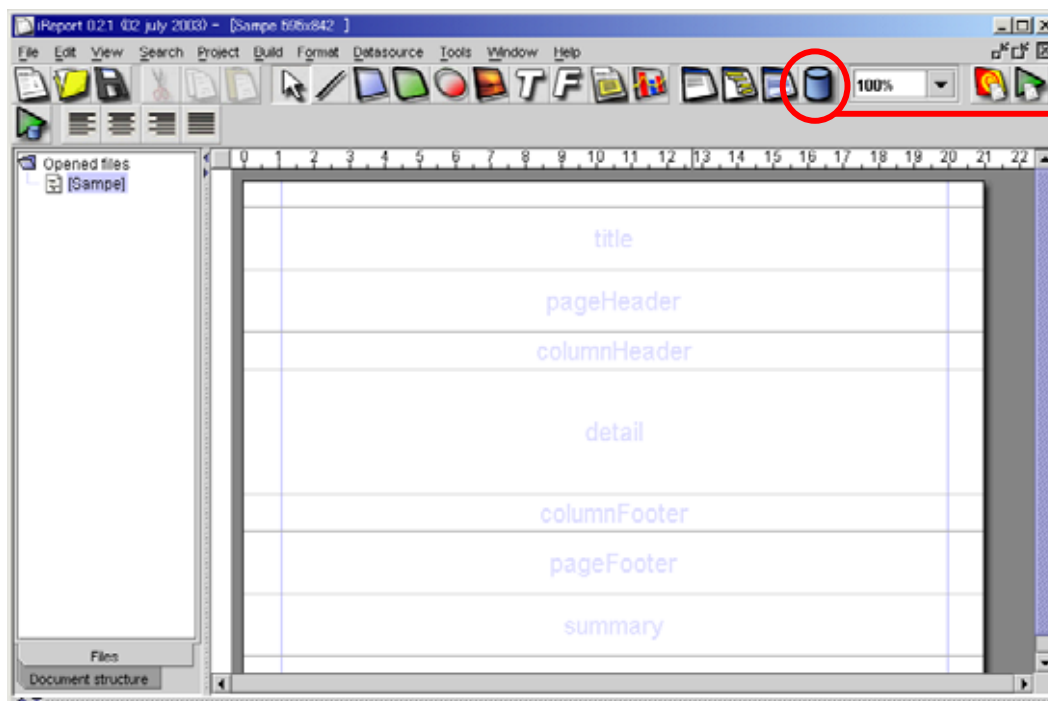 iReport 0.2.1 (02 july 2003) - [Sampe 595x842 ]
File Edit View Search Project Build Format Datasource Tools Window Help
T F 100%
Opened files
[Sampe]
0 1 2 3 4 5 6 7 8 9 10 11 12 13 14 15 16 17 18 19 20 21 22
title
pageHeader
columnHeader
detail
columnFooter
pageFooter
summary
Files
Document structure